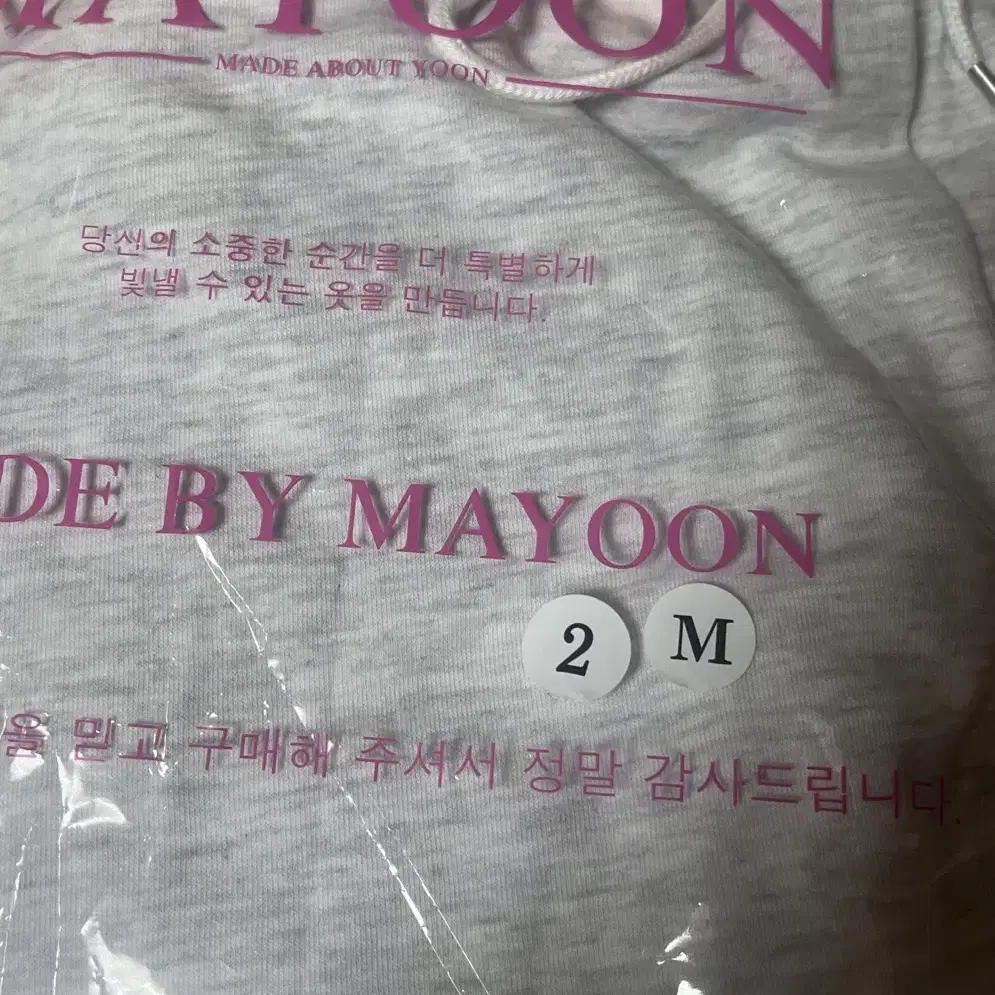 MAYOON
MADE ABOUT YOON
당신의 소중한 순간을 더 특별하게
빛낼 수 있는 옷을 만듭니다.
DE BY MAYOON
2 M
을 믿고 구매해 주셔서 정말 감사드립니다.